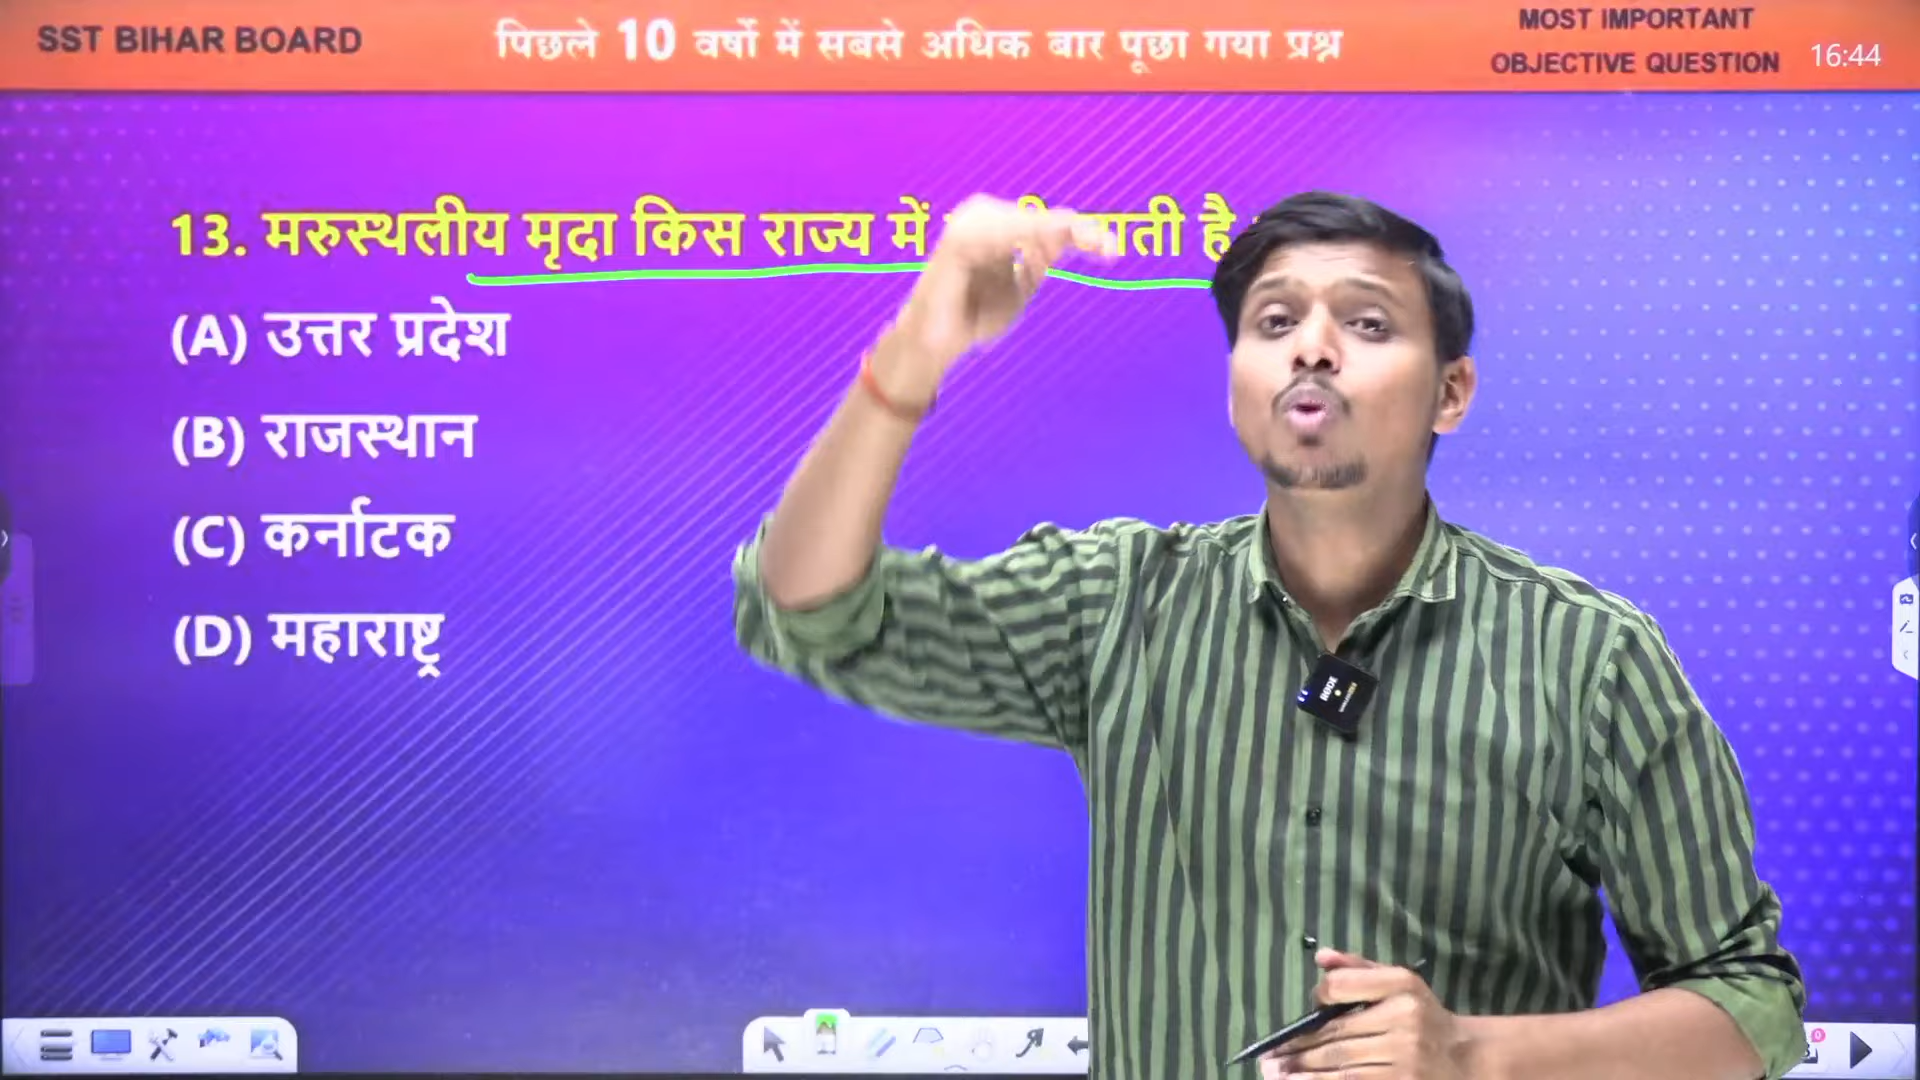 SST BIHAR BOARD
पिछले 10 वर्षो में सबसे अधिक बार पूछा गया प्रश्न
MOST IMPORTANT
OBJECTIVE QUESTION
16:44
13. मरुस्थलीय मृदा किस राज्य में जाती है
(A) उत्तर प्रदेश
(B) राजस्थान
(C) कर्नाटक
(D) महाराष्ट्र
RODE